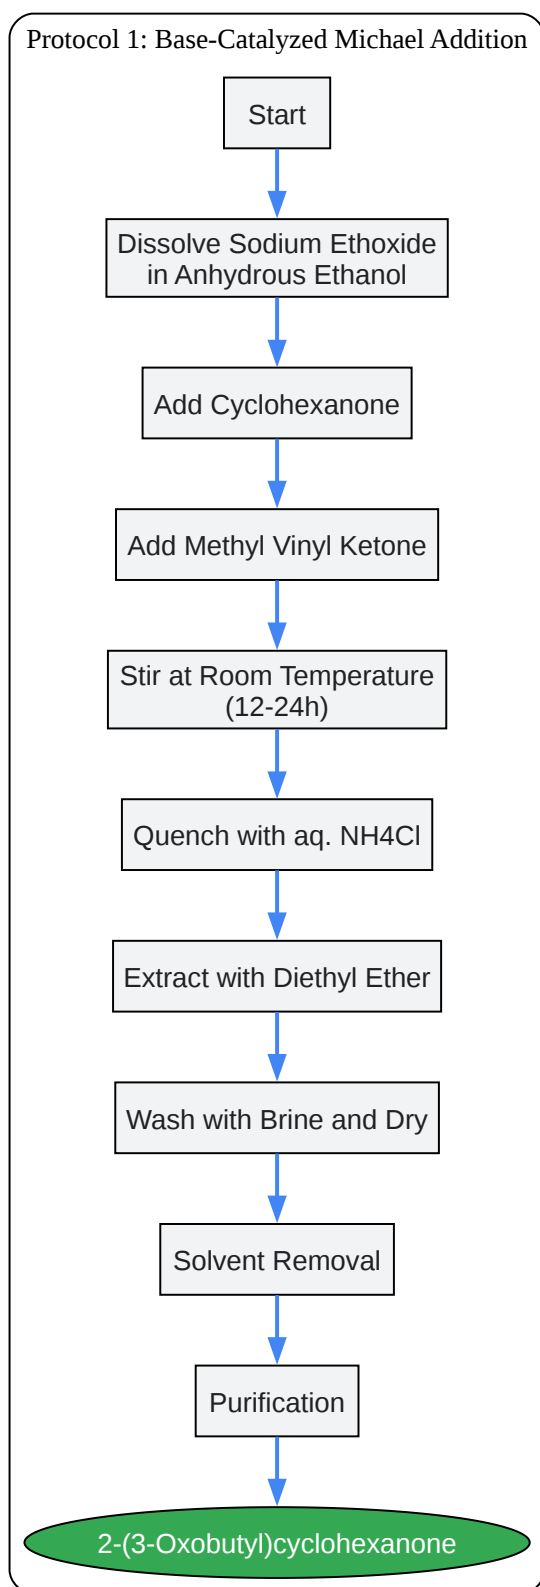 Protocol 1: Base-Catalyzed Michael Addition
Start
Dissolve Sodium Ethoxide
in Anhydrous Ethanol
Add Cyclohexanone
Add Methyl Vinyl Ketone
Stir at Room Temperature
(12-24h)
Quench with aq. NH4Cl
Extract with Diethyl Ether
Wash with Brine and Dry
Solvent Removal
Purification
2-(3-Oxobutyl)cyclohexanone